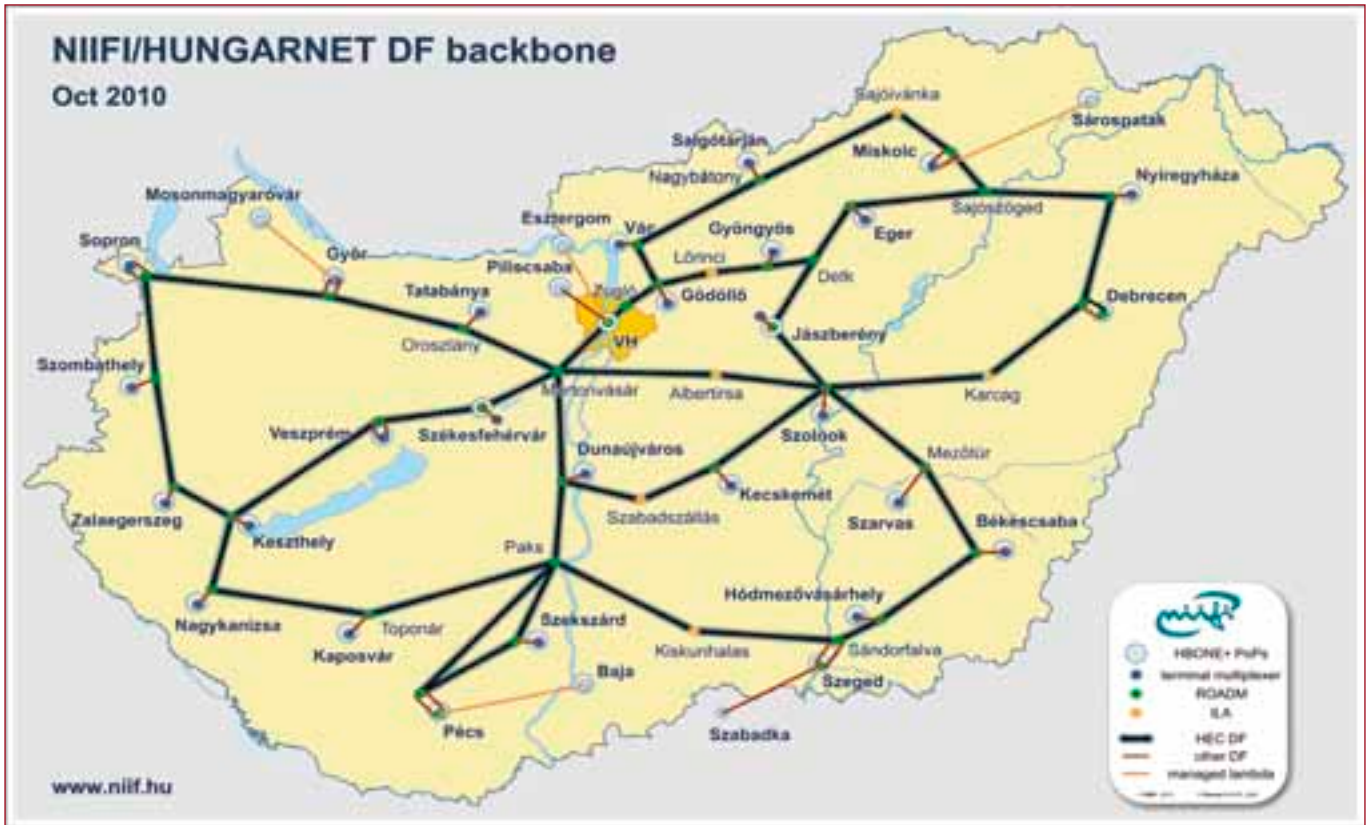 NIIFI/HUNGARNET DF backbone
Oct 2010
Sajóivánka
Sárospatak
Salgótarján
Miskolc
Nagybátony
Nyíregyháza
Mosonmagyaróvár
Sajószöged
Esztergom
Vác
Gyöngyös
Eger
Sopron
Győr
Lőrinci
Piliscsaba
Detk
Tatabánya
Zugló
Gödöllő
Debrecen
Jászberény
Oroszlány
VH
Szombathely
Martonvásár
Albertirsa
Karcag
Veszprém
Székesfehérvár
Szolnok
Dunaújváros
Mezőtúr
Kecskemét
Zalaegerszeg
Szabadszállás
Szarvas
Békéscsaba
Keszthely
Paks
Hódmezővásárhely
Nagykanizsa
Toponár
Szekszárd
Kaposvár
Kiskunhalas
Sándorfalva
Baja
Szeged
Pécs
Szabadka
niifi
HBONE+ PoPs
terminal multiplexer
ROADM
ILA
HEC DF
other DF
managed lambda
www.niif.hu